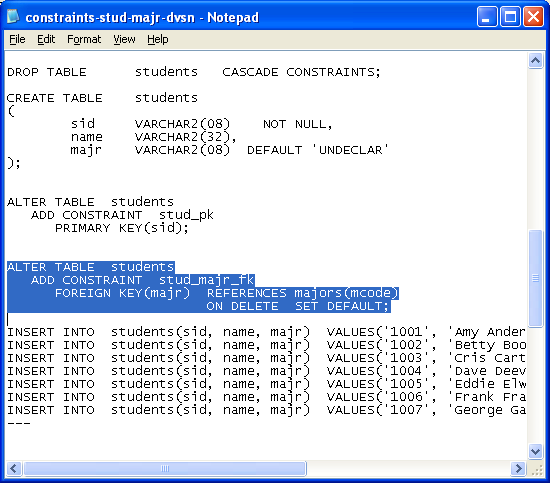 constraints-stud-majr-dvsn - Notepad
File Edit Format View Help
DROP TABLE      students   CASCADE CONSTRAINTS;
CREATE TABLE    students
(
        sid     VARCHAR2(08)    NOT NULL,
        name    VARCHAR2(32),
        majr    VARCHAR2(08)  DEFAULT 'UNDECLAR'
);
ALTER TABLE  students
   ADD CONSTRAINT  stud_pk
      PRIMARY KEY(sid);
ALTER TABLE  students
   ADD CONSTRAINT  stud_majr_fk
      FOREIGN KEY(majr)  REFERENCES majors(mcode)
                         ON DELETE  SET DEFAULT;
INSERT INTO  students(sid, name, majr)  VALUES('1001', 'Amy Ander
INSERT INTO  students(sid, name, majr)  VALUES('1002', 'Betty Boo
INSERT INTO  students(sid, name, majr)  VALUES('1003', 'Cris Cart
INSERT INTO  students(sid, name, majr)  VALUES('1004', 'Dave Deev
INSERT INTO  students(sid, name, majr)  VALUES('1005', 'Eddie Elw
INSERT INTO  students(sid, name, majr)  VALUES('1006', 'Frank Fra
INSERT INTO  students(sid, name, majr)  VALUES('1007', 'George Ga
---